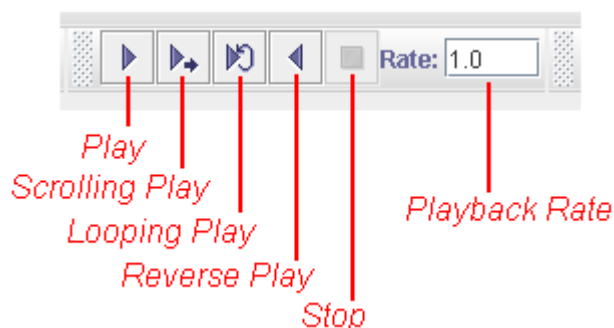 Rate: 1.0
Play
Scrolling Play
Looping Play
Playback Rate
Reverse Play
Stop